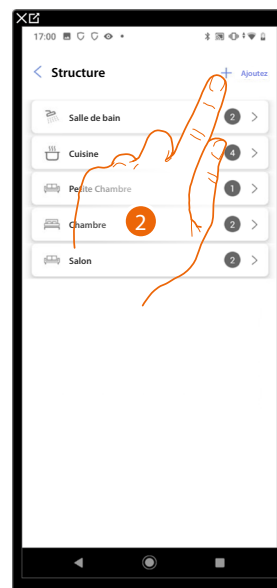 17:00
Structure
Ajoutez
Salle de bain 2
Cuisine 4
Petite Chambre 1
Chambre 2
Salon 2
2